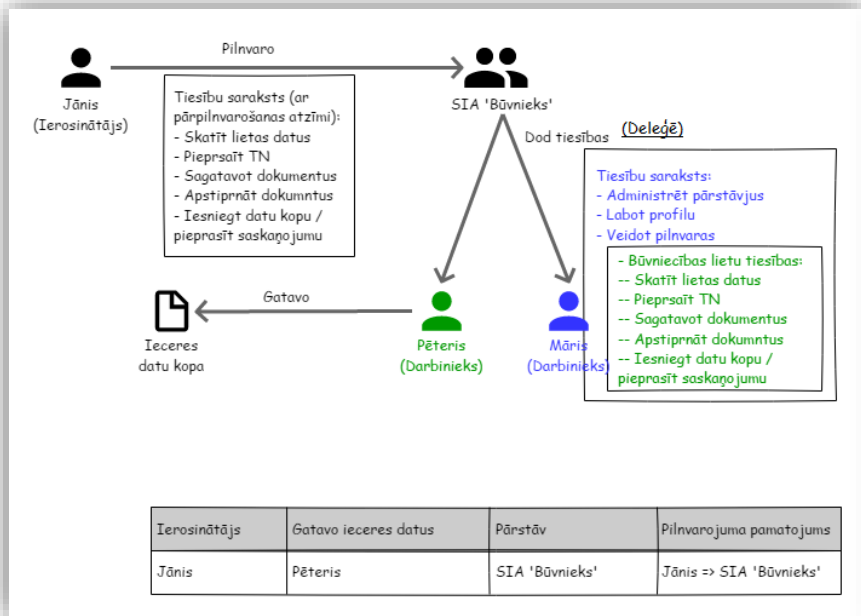 Pilnvaro
Jānis
(Ierosinātājs)
Tiesību saraksts (ar
pārpilnvarošanas atzīmi):
- Skatīt lietas datus
- Pieprsaīt TN
- Sagatavot dokumentus
- Apstiprnāt dokumntus
- Iesniegt datu kopu /
pieprasīt saskaņojumu
SIA 'Būvnieks'
Dod tiesības
(Deleģē)
Tiesību saraksts:
- Administrēt pārstāvjus
- Labot profilu
- Veidot pilnvaras
- Būvniecības lietu tiesības:
-- Skatīt lietas datus
-- Pieprsaīt TN
-- Sagatavot dokumentus
-- Apstiprnāt dokumntus
-- Iesniegt datu kopu /
pieprasīt saskaņojumu
Gatavo
Ieceres
datu kopa
Pēteris
(Darbinieks)
Māris
(Darbinieks)
Ierosinātājs Gatavo ieceres datus Pārstāv Pilnvarojuma pamatojums
Jānis Pēteris SIA 'Būvnieks' Jānis => SIA 'Būvnieks'